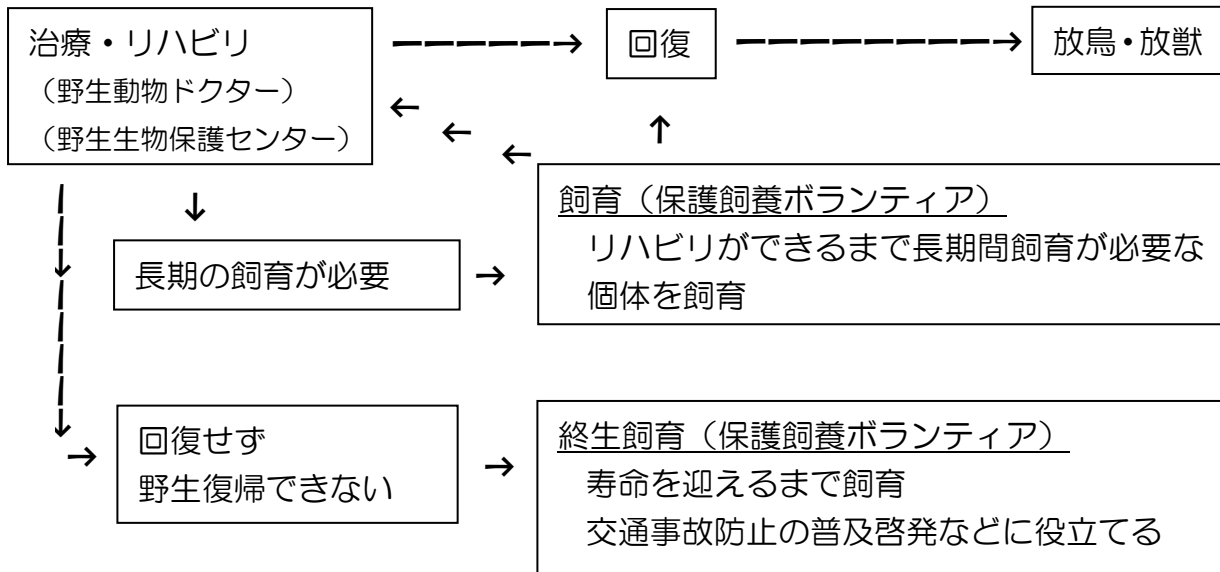 治療・リハビリ
（野生動物ドクター）
（野生生物保護センター）
回復
放鳥・放獣
長期の飼育が必要
飼育（保護飼養ボランティア）
リハビリができるまで長期間飼育が必要な
個体を飼育
回復せず
野生復帰できない
終生飼育（保護飼養ボランティア）
寿命を迎えるまで飼育
交通事故防止の普及啓発などに役立てる